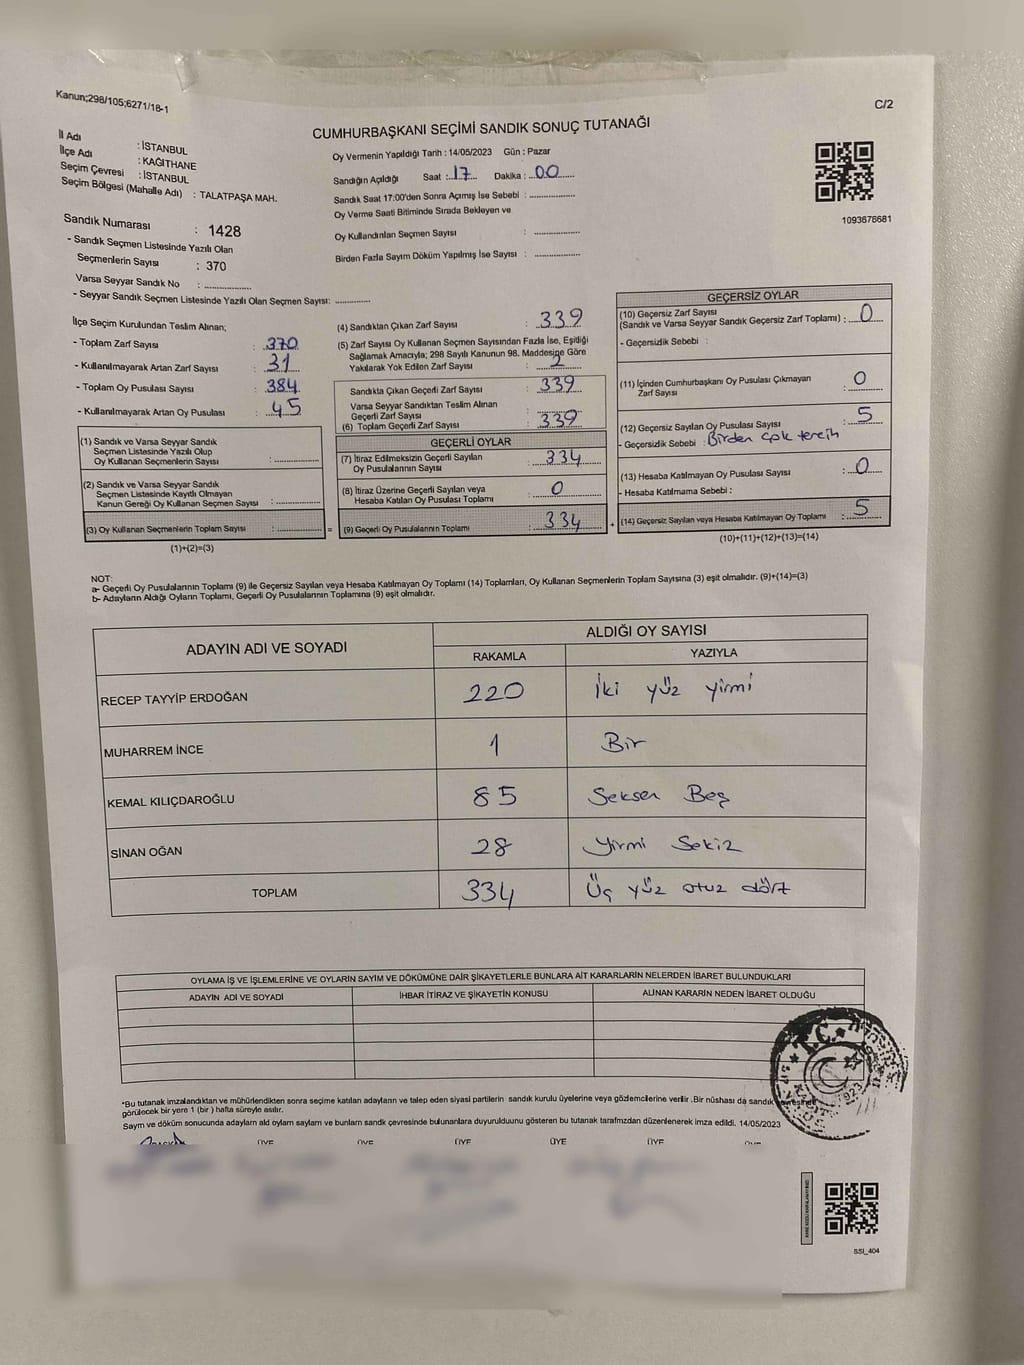 Kanun;298/105;6271/18-1
C/2
CUMHURBAŞKANI SEÇİMİ SANDIK SONUÇ TUTANAĞI
İl Adı : İSTANBUL
İlçe Adı : KAĞITHANE
Seçim Çevresi : İSTANBUL
Seçim Bölgesi (Mahalle Adı) : TALATPAŞA MAH.
Oy Vermenin Yapıldığı Tarih : 14/05/2023 Gün : Pazar
Sandığın Açıldığı Saat : 17 Dakika : 00
Sandık Saat 17:00'den Sonra Açımış İse Sebebi :
Oy Verme Saati Bitiminde Sırada Bekleyen ve
Oy Kullandırılan Seçmen Sayısı :
Birden Fazla Sayım Döküm Yapılmış İse Sayısı :
1093676681
Sandık Numarası : 1428
- Sandık Seçmen Listesinde Yazılı Olan
Seçmenlerin Sayısı : 370
Varsa Seyyar Sandık No :
- Seyyar Sandık Seçmen Listesinde Yazılı Olan Seçmen Sayısı:
İlçe Seçim Kurulundan Teslim Alınan;
- Toplam Zarf Sayısı : 370
- Kullanılmayarak Artan Zarf Sayısı : 31
- Toplam Oy Pusulası Sayısı : 384
- Kullanılmayarak Artan Oy Pusulası : 45
(1) Sandık ve Varsa Seyyar Sandık
Seçmen Listesinde Yazılı Olup
Oy Kullanan Seçmenlerin Sayısı :
(2) Sandık ve Varsa Seyyar Sandık
Seçmen Listesinde Kayıtlı Olmayan
Kanun Gereği Oy Kullanan Seçmen Sayısı :
(3) Oy Kullanan Seçmenlerin Toplam Sayısı : =
(1)+(2)=(3)
(4) Sandıktan Çıkan Zarf Sayısı : 339
(5) Zarf Sayısı Oy Kullanan Seçmen Sayısından Fazla İse, Eşitliği
Sağlamak Amacıyla; 298 Sayılı Kanunun 98. Maddesine Göre
Yakılarak Yok Edilen Zarf Sayısı : 2
Sandıkta Çıkan Geçerli Zarf Sayısı : 339
Varsa Seyyar Sandıktan Teslim Alınan
Geçerli Zarf Sayısı :
(6) Toplam Geçerli Zarf Sayısı : 339
GEÇERLİ OYLAR
(7) İtiraz Edilmeksizin Geçerli Sayılan
Oy Pusulalarının Sayısı : 334
(8) İtiraz Üzerine Geçerli Sayılan veya
Hesaba Katılan Oy Pusulası Toplamı : 0
(9) Geçerli Oy Pusulalarının Toplamı : 334 +
GEÇERSİZ OYLAR
(10) Geçersiz Zarf Sayısı
(Sandık ve Varsa Seyyar Sandık Geçersiz Zarf Toplamı) : 0
- Geçersizlik Sebebi :
(11) İçinden Cumhurbaşkanı Oy Pusulası Çıkmayan
Zarf Sayısı : 0
(12) Geçersiz Sayılan Oy Pusulası Sayısı : 5
- Geçersizlik Sebebi : Birden çok tercih
(13) Hesaba Katılmayan Oy Pusulası Sayısı : 0
- Hesaba Katılmama Sebebi :
(14) Geçersiz Sayılan veya Hesaba Katılmayan Oy Toplamı : 5
(10)+(11)+(12)+(13)=(14)
NOT:
a- Geçerli Oy Pusulalarının Toplamı (9) ile Geçersiz Sayılan veya Hesaba Katılmayan Oy Toplamı (14) Toplamları, Oy Kullanan Seçmenlerin Toplam Sayısına (3) eşit olmalıdır. (9)+(14)=(3)
b- Adayların Aldığı Oyların Toplamı, Geçerli Oy Pusulalarının Toplamına (9) eşit olmalıdır.
ADAYIN ADI VE SOYADI ALDIĞI OY SAYISI
RAKAMLA YAZIYLA
RECEP TAYYİP ERDOĞAN 220 İki yüz yirmi
MUHARREM İNCE 1 Bir
KEMAL KILIÇDAROĞLU 85 Seksen Beş
SİNAN OĞAN 28 Yirmi Sekiz
TOPLAM 334 Üç yüz otuz dört
OYLAMA İŞ VE İŞLEMLERİNE VE OYLARIN SAYIM VE DÖKÜMÜNE DAİR ŞİKAYETLERLE BUNLARA AİT KARARLARIN NELERDEN İBARET BULUNDUKLARI
ADAYIN ADI VE SOYADI İHBAR İTİRAZ VE ŞİKAYETİN KONUSU ALINAN KARARIN NEDEN İBARET OLDUĞU
T.C.
1923
*Bu tutanak imzalandıktan ve mühürlendikten sonra seçime katılan adayların ve talep eden siyasi partilerin sandık kurulu üyelerine veya gözlemcilerine verilir .Bir nüshası da sandık çevresinde
görülecek bir yere 1 (bir ) hafta süreyle asılır.
Sayım ve döküm sonucunda adayların
14/05/2023
ÜYE ÜYE ÜYE ÜYE ÜYE
SSI_404